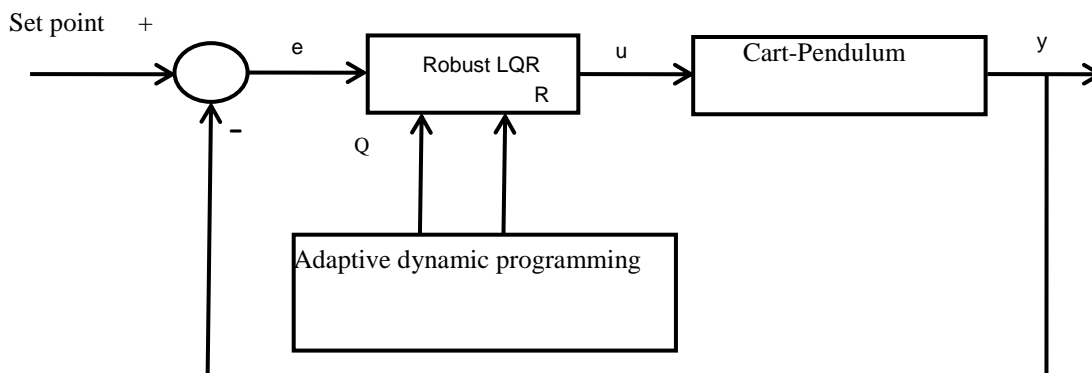 Set point +
e
Robust LQR
R
u
Cart-Pendulum
y
-
Q
Adaptive dynamic programming